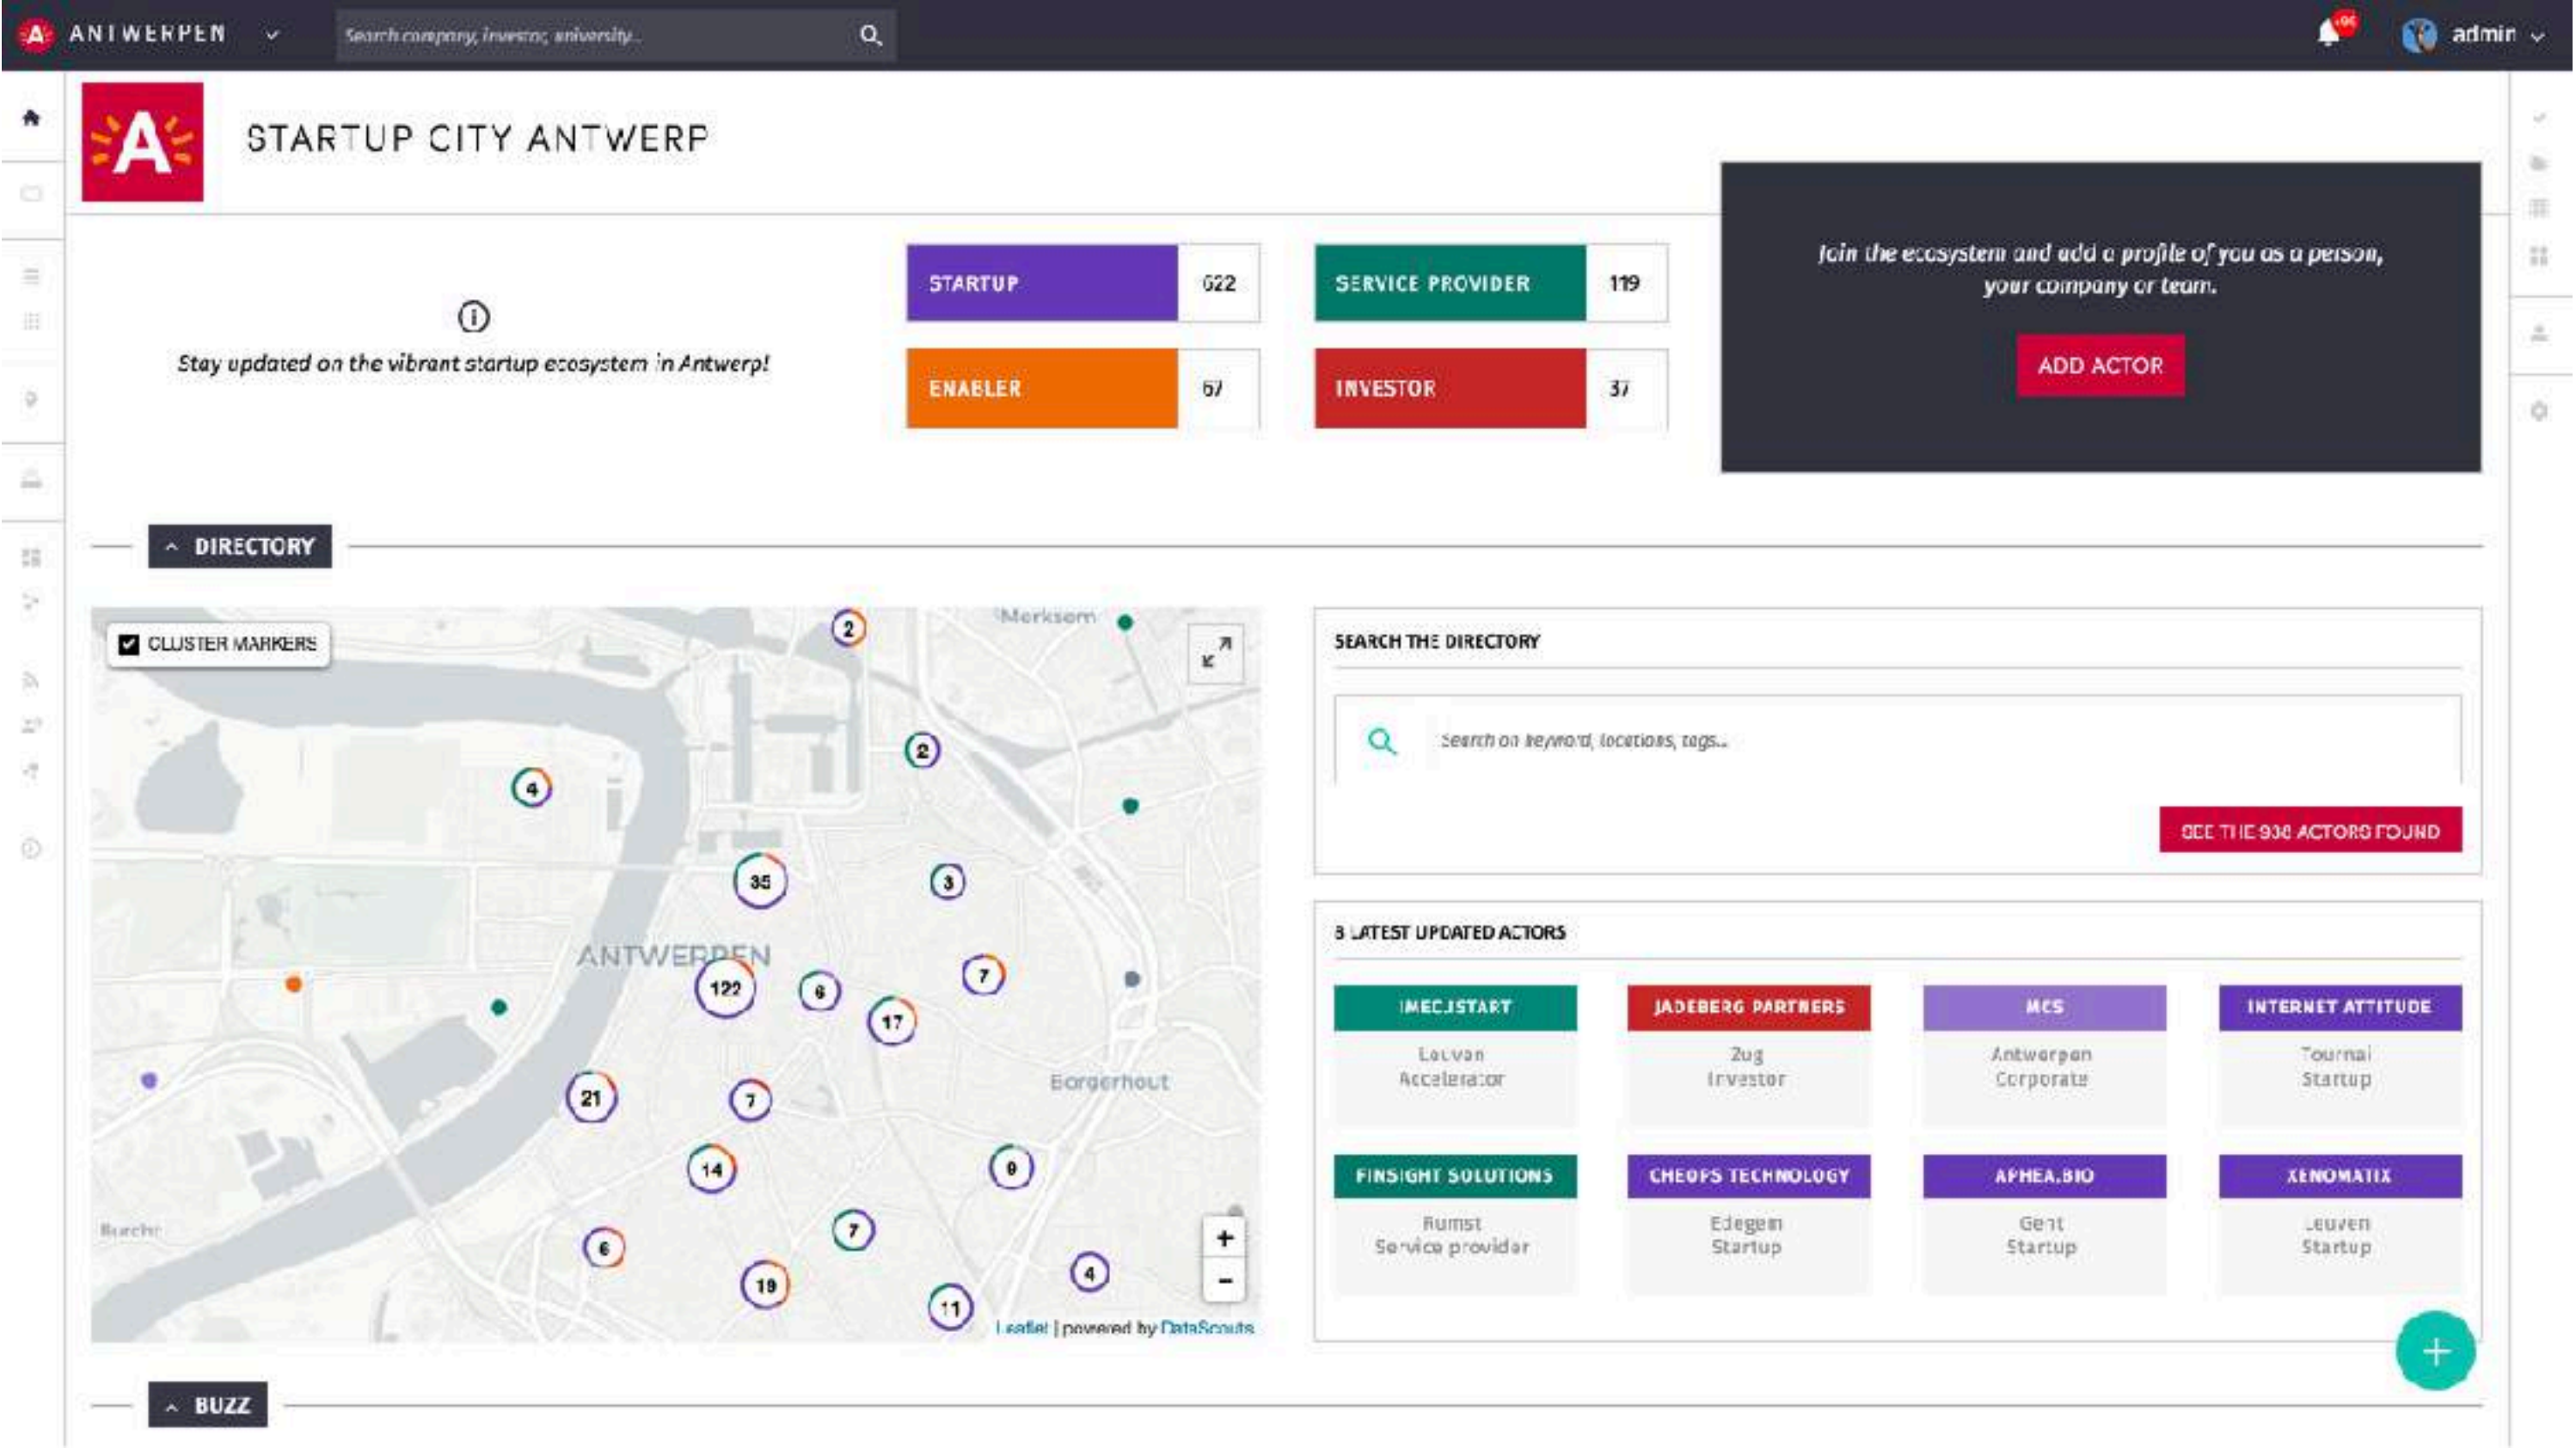 A ANTWERPEN
Search company, investor, university...
admin
A
STARTUP CITY ANTWERP
Stay updated on the vibrant startup ecosystem in Antwerp!
STARTUP 622
SERVICE PROVIDER 119
ENABLER 67
INVESTOR 37
Join the ecosystem and add a profile of you as a person,
your company or team.
ADD ACTOR
DIRECTORY
CLUSTER MARKERS
Merksem
2
2
4
35
3
ANTWERPEN
122
6
7
17
21
7
Borgerhout
14
9
7
6
19
4
11
+
-
Leaflet | powered by DataScouts
SEARCH THE DIRECTORY
Search on keyword, locations, tags...
SEE THE 938 ACTORS FOUND
8 LATEST UPDATED ACTORS
IMEC.ISTART
Leuven
Accelerator
JADEBERG PARTNERS
Zug
Investor
MCS
Antwerpen
Corporate
INTERNET ATTITUDE
Tournai
Startup
FINSIGHT SOLUTIONS
Rumst
Service provider
CHEOPS TECHNOLOGY
Edegem
Startup
APHEA.BIO
Gent
Startup
XENOMATIX
Leuven
Startup
+
BUZZ